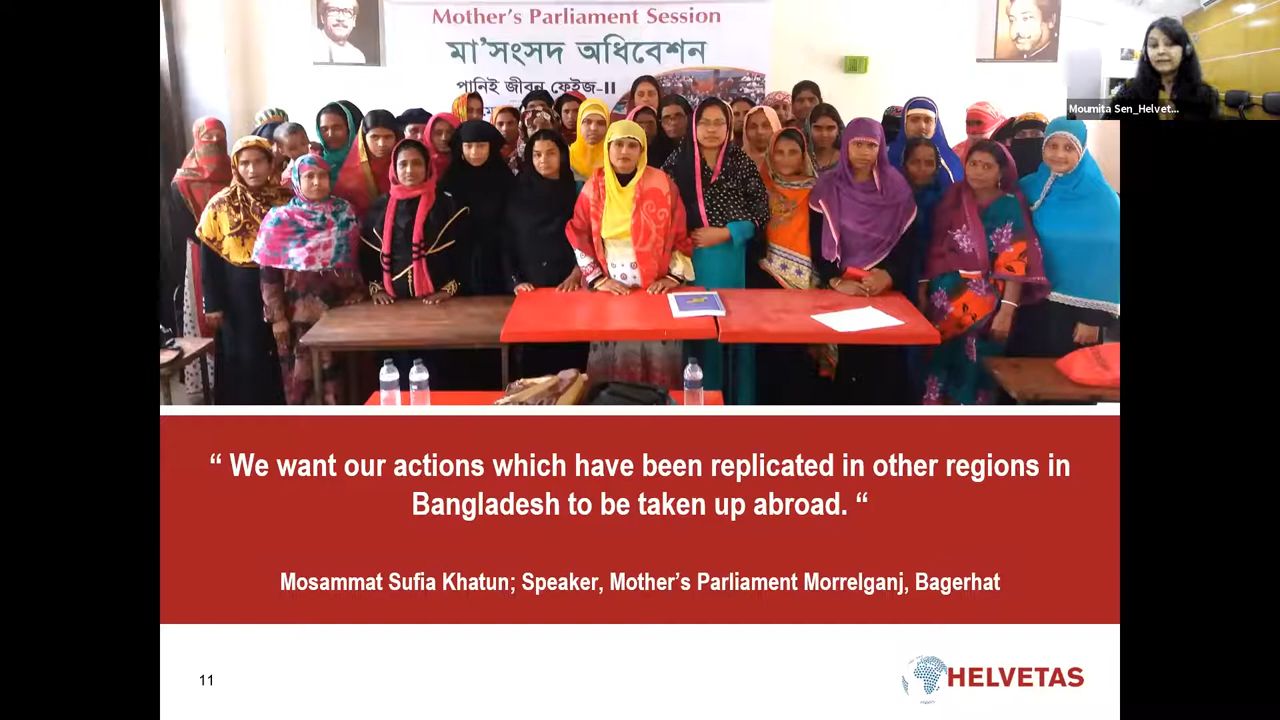 Mother's Parliament Session
মা'সংসদ অধিবেশন
পানিই জীবন ফেইজ-II
Moumita Sen_Helvet...
“ We want our actions which have been replicated in other regions in
Bangladesh to be taken up abroad. “
Mosammat Sufia Khatun; Speaker, Mother’s Parliament Morrelganj, Bagerhat
11
HELVETAS